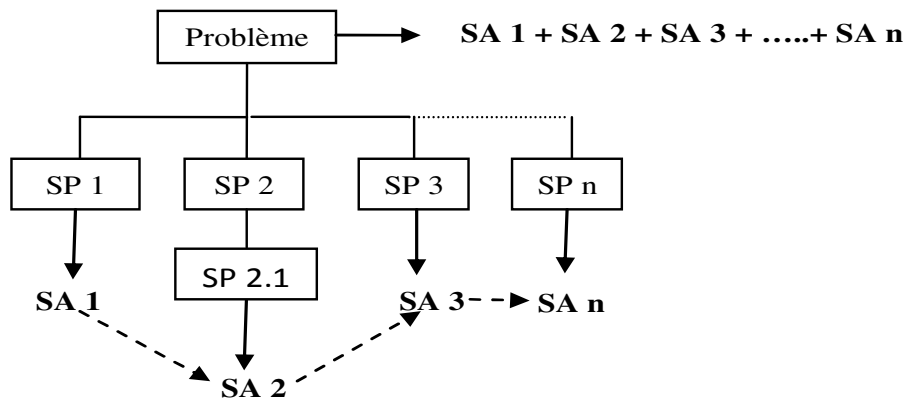 Problème
SA 1 + SA 2 + SA 3 + …..+ SA n
SP 1
SP 2
SP 3
SP n
SP 2.1
SA 1
SA 3
SA n
SA 2